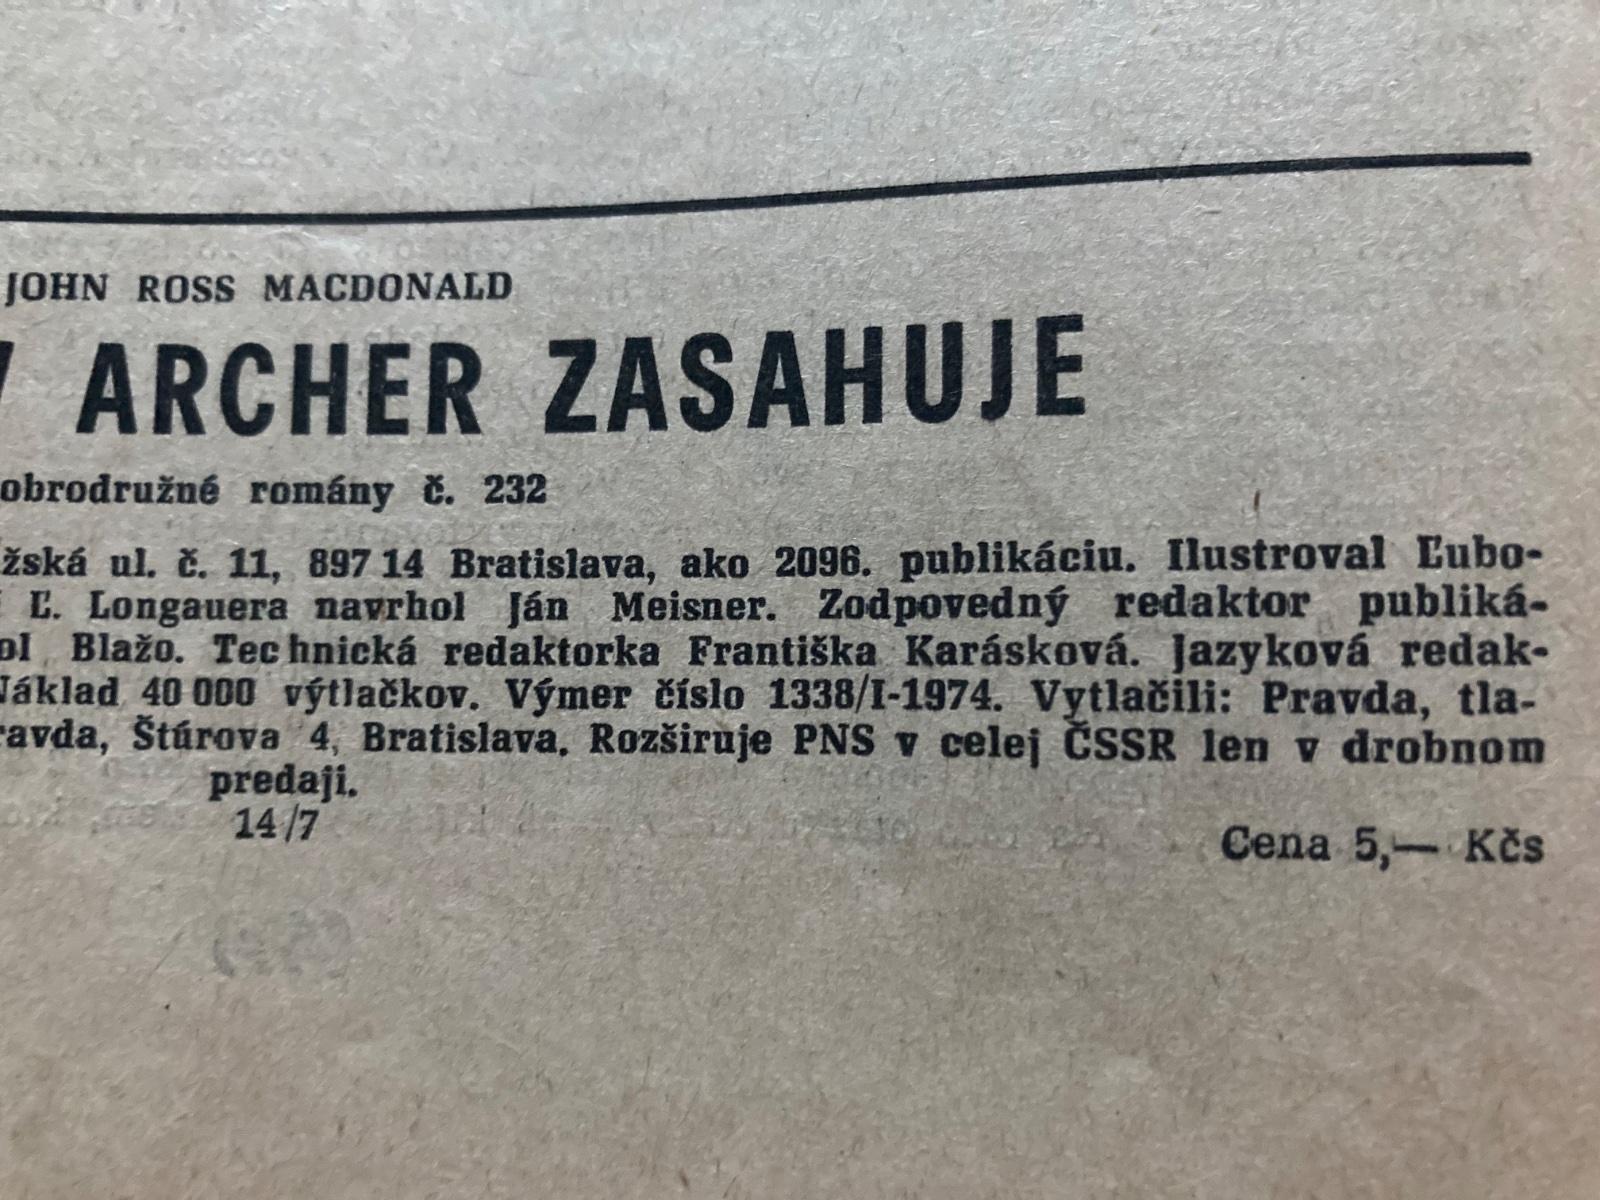 JOHN ROSS MACDONALD
ARCHER ZASAHUJE
obrodružné romány č. 232
žská ul. č. 11, 897 14 Bratislava, ako 2096. publikáciu. Ilustroval Ľubo-
Ľ. Longauera navrhol Ján Meisner. Zodpovedný redaktor publiká-
ol Blažo. Technická redaktorka Františka Karásková. Jazyková redak-
Náklad 40 000 výtlačkov. Výmer číslo 1338/I-1974. Vytlačili: Pravda, tla-
ravda, Štúrova 4, Bratislava. Rozširuje PNS v celej ČSSR len v drobnom
predaji.
14/7
Cena 5,— Kčs